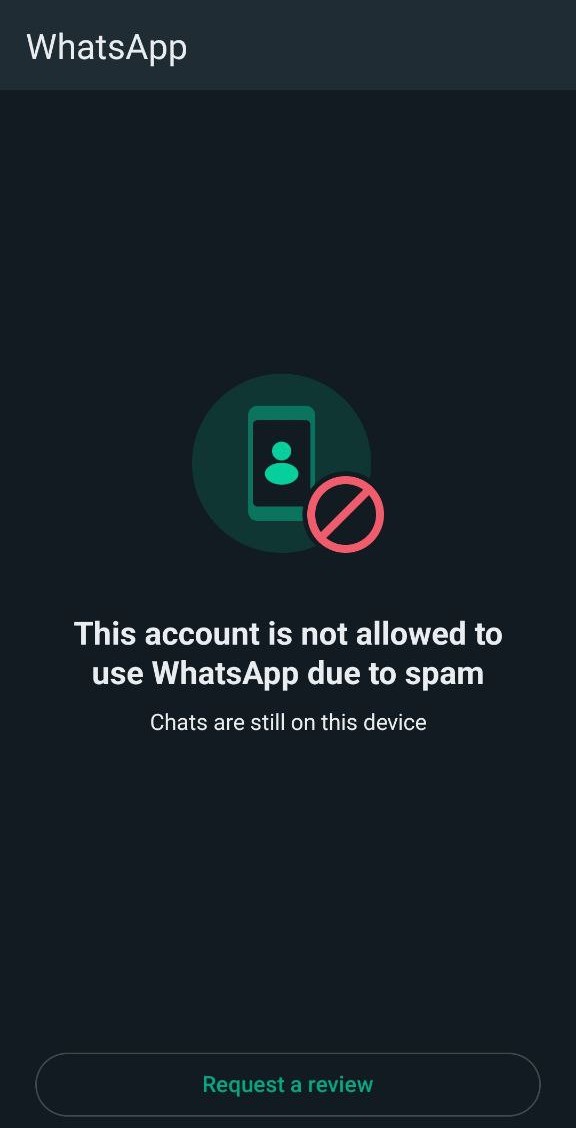 WhatsApp
This account is not allowed to
use WhatsApp due to spam
Chats are still on this device
Request a review